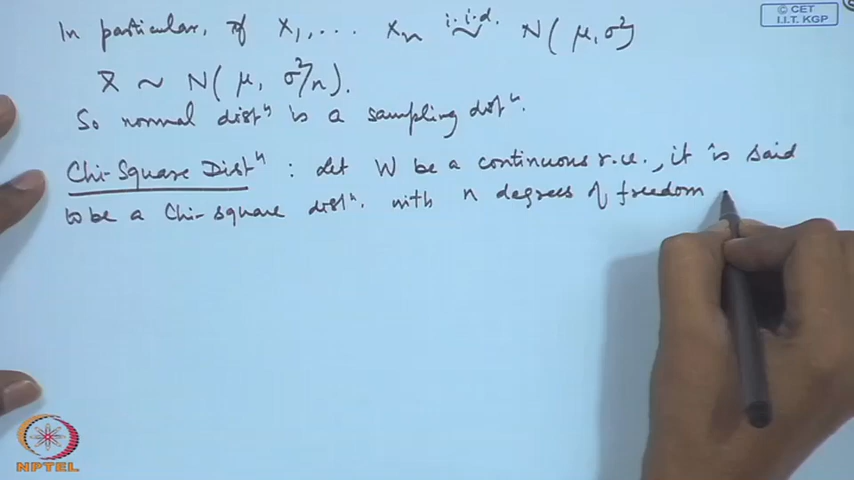 © CET
I.I.T. KGP
In particular, if X₁, ... Xₙ i.i.d. ~ N(μ, σ²)
X̄ ~ N(μ, σ²/n).
So normal distⁿ is a sampling distⁿ.
Chi-Square Distⁿ : Let W be a continuous r.v., it is said
to be a Chi-square distⁿ. with n degrees of freedom
NPTEL